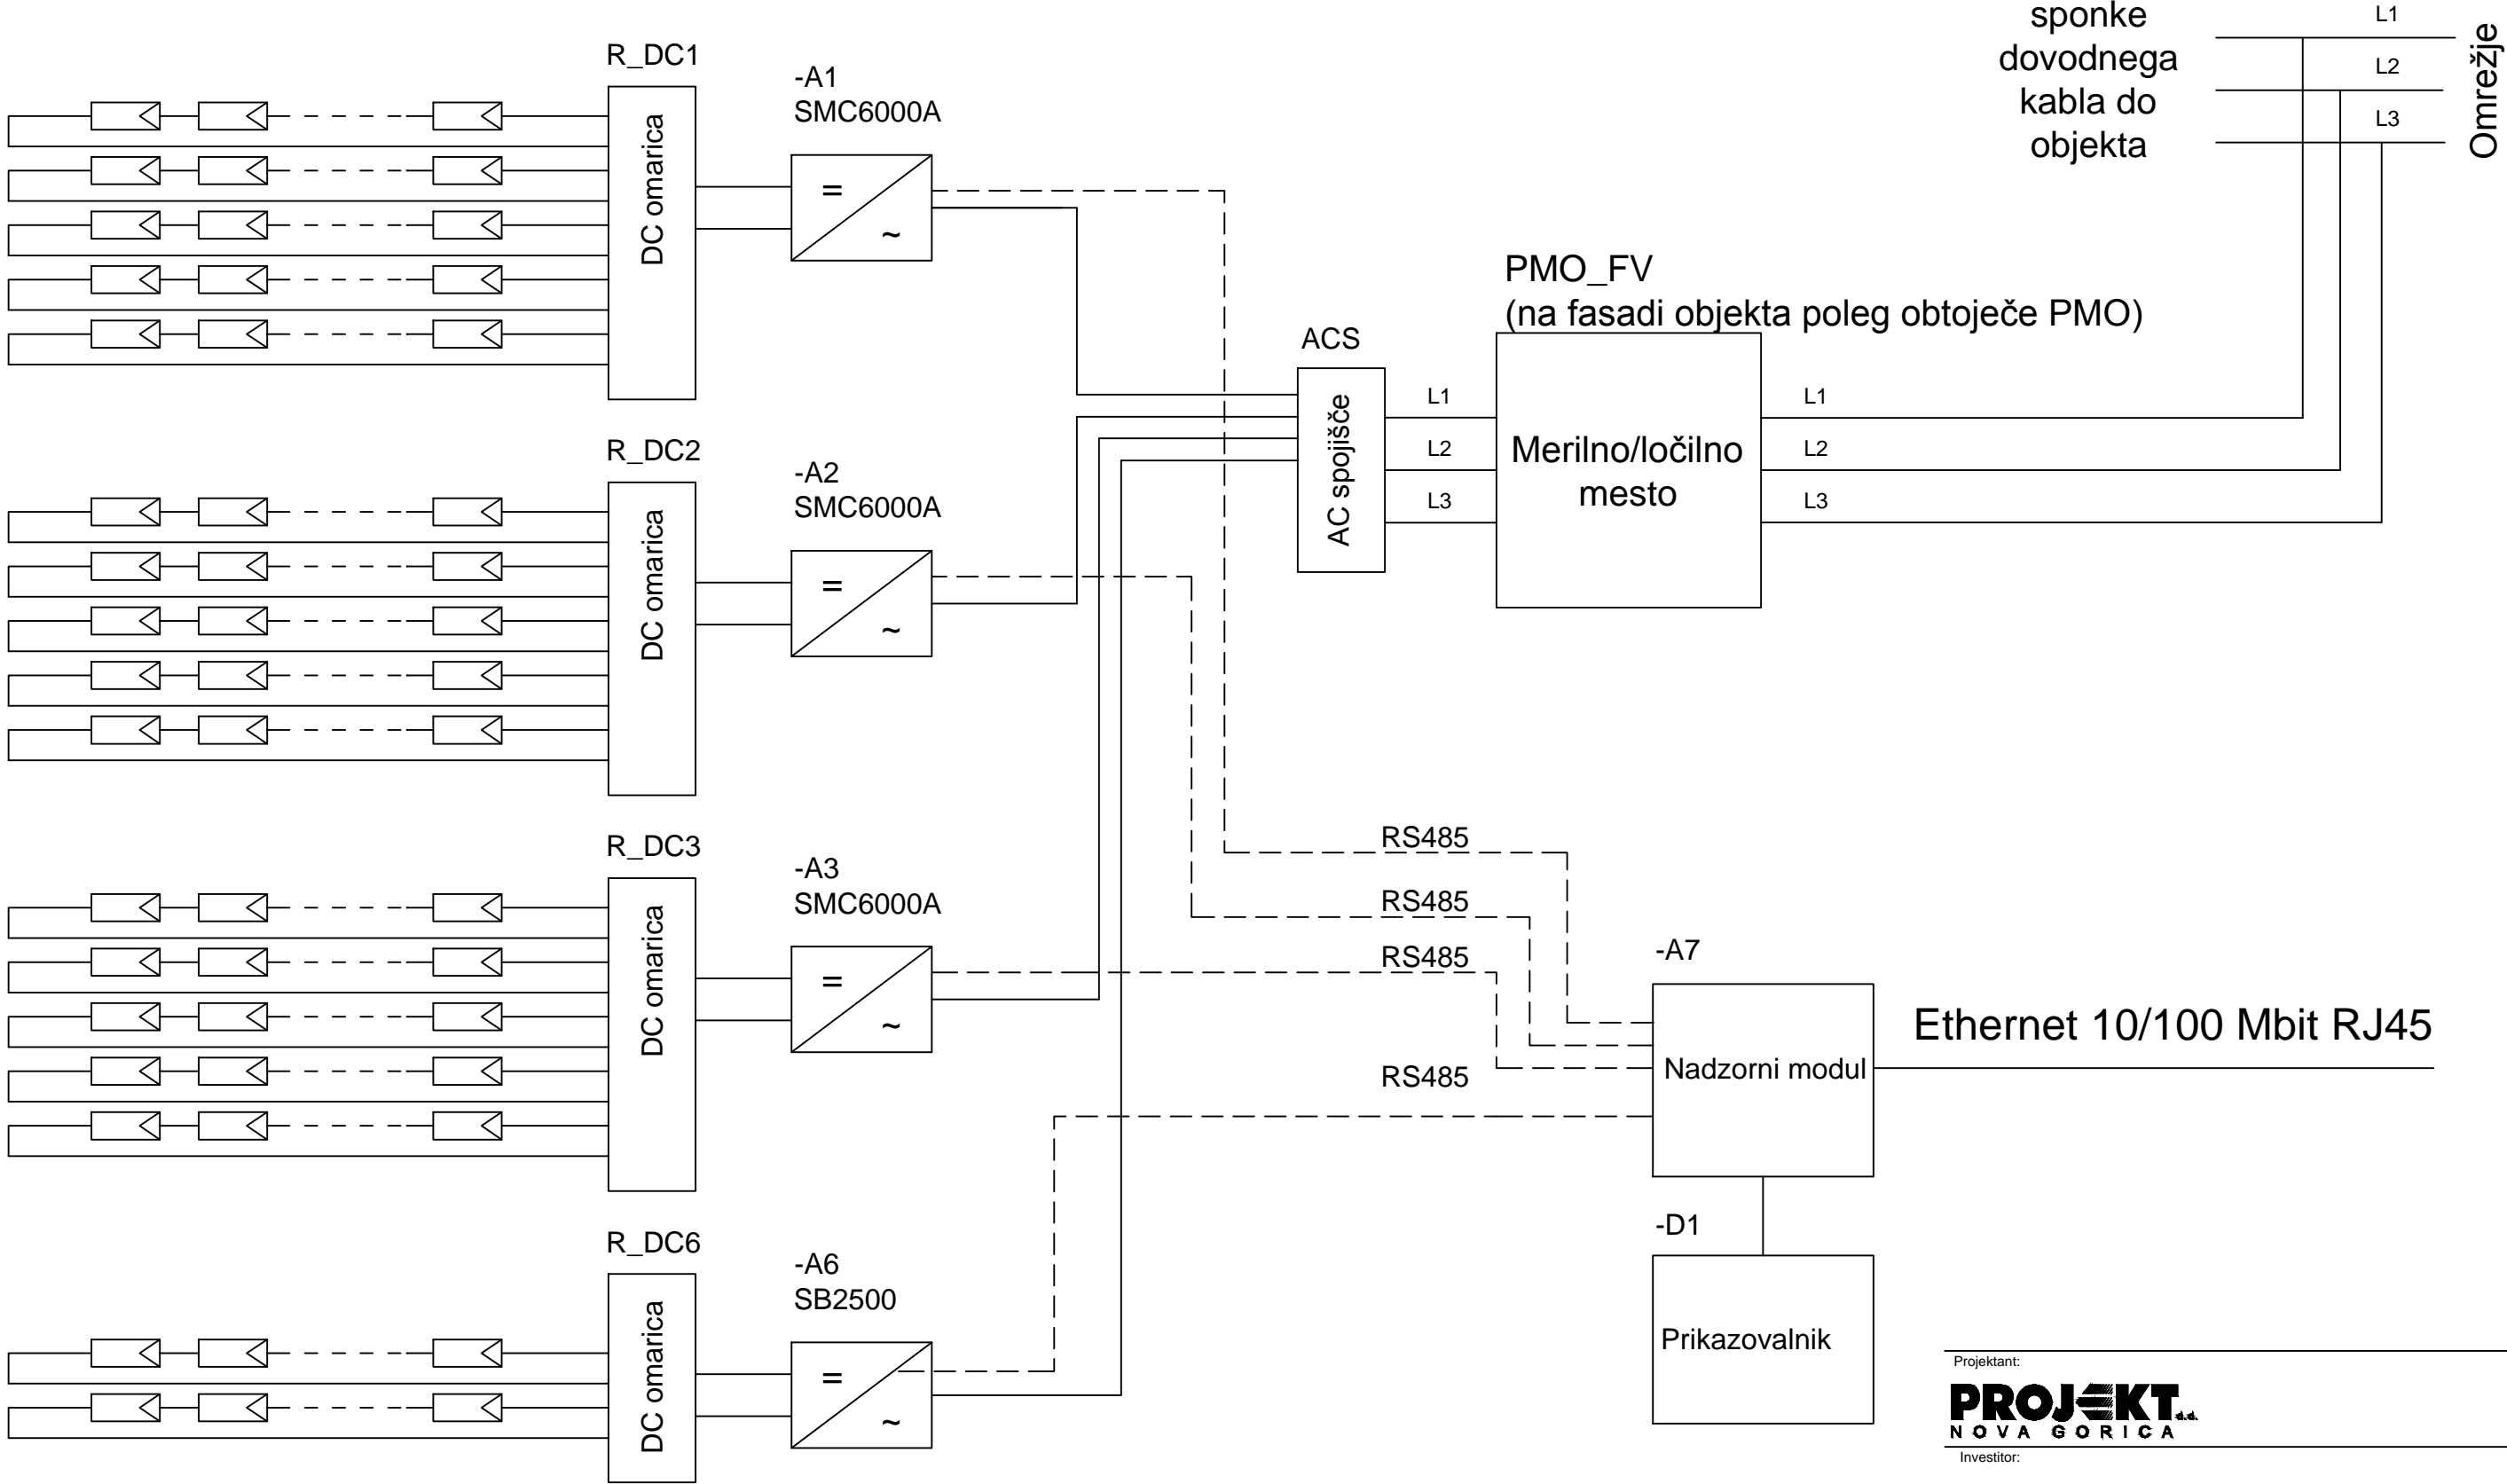 sponke
dovodnega
kabla do
objekta
L1
L2
L3
Omrežje
R_DC1
DC omarica
-A1
SMC6000A
=
~
PMO_FV
(na fasadi objekta poleg obtoječe PMO)
ACS
AC spojišče
L1
L2
L3
Merilno/ločilno
mesto
L1
L2
L3
R_DC2
DC omarica
-A2
SMC6000A
=
~
R_DC3
DC omarica
-A3
SMC6000A
=
~
RS485
RS485
RS485
RS485
-A7
Nadzorni modul
Ethernet 10/100 Mbit RJ45
-D1
Prikazovalnik
R_DC6
DC omarica
-A6
SB2500
=
~
Projektant:
PROJEKT d.d.
NOVA GORICA
Investitor: